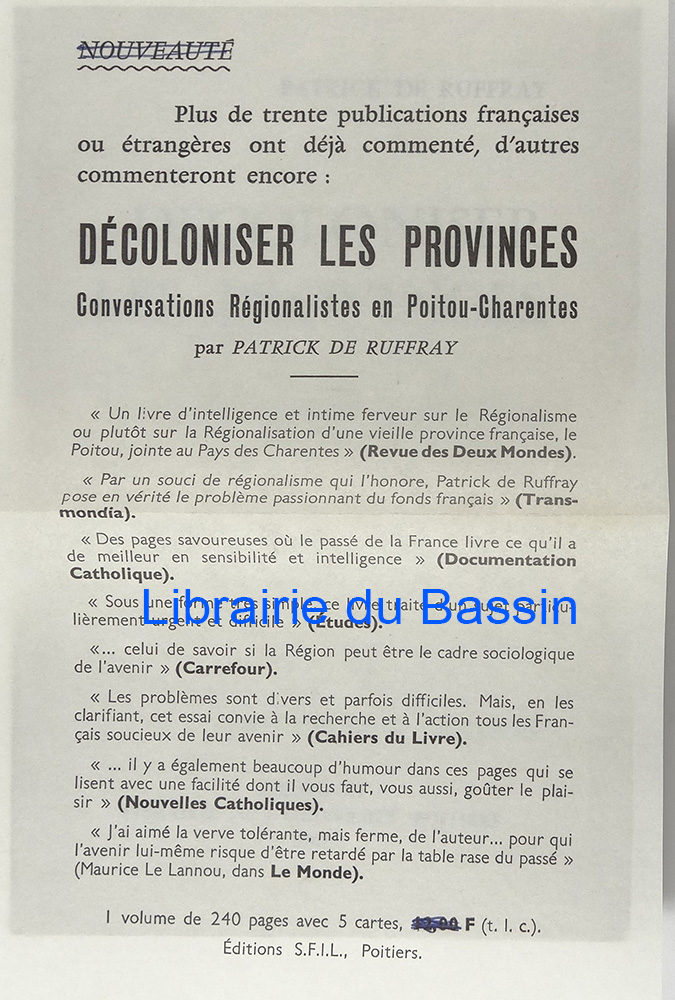 NOUVEAUTÉ
Plus de trente publications françaises
ou étrangères ont déjà commenté, d'autres
commenteront encore :
DÉCOLONISER LES PROVINCES
Conversations Régionalistes en Poitou-Charentes
par PATRICK DE RUFFRAY
« Un livre d'intelligence et intime ferveur sur le Régionalisme
ou plutôt sur la Régionalisation d'une vieille province française, le
Poitou, jointe au Pays des Charentes » (Revue des Deux Mondes).
« Par un souci de régionalisme qui l'honore, Patrick de Ruffray
pose en vérité le problème passionnant du fonds français » (Trans-
mondia).
« Des pages savoureuses où le passé de la France livre ce qu'il a
de meilleur en sensibilité et intelligence » (Documentation
Catholique).
« Sous une forme très simple, ce livre traite d'un sujet particu-
lièrement urgent et difficile » (Études).
Librairie du Bassin
«... celui de savoir si la Région peut être le cadre sociologique
de l'avenir » (Carrefour).
« Les problèmes sont divers et parfois difficiles. Mais, en les
clarifiant, cet essai convie à la recherche et à l'action tous les Fran-
çais soucieux de leur avenir » (Cahiers du Livre).
« ... il y a également beaucoup d'humour dans ces pages qui se
lisent avec une facilité dont il vous faut, vous aussi, goûter le plai-
sir » (Nouvelles Catholiques).
« J'ai aimé la verve tolérante, mais ferme, de l'auteur... pour qui
l'avenir lui-même risque d'être retardé par la table rase du passé »
(Maurice Le Lannou, dans Le Monde).
1 volume de 240 pages avec 5 cartes, F (t. l. c.).
Éditions S.F.I.L., Poitiers.